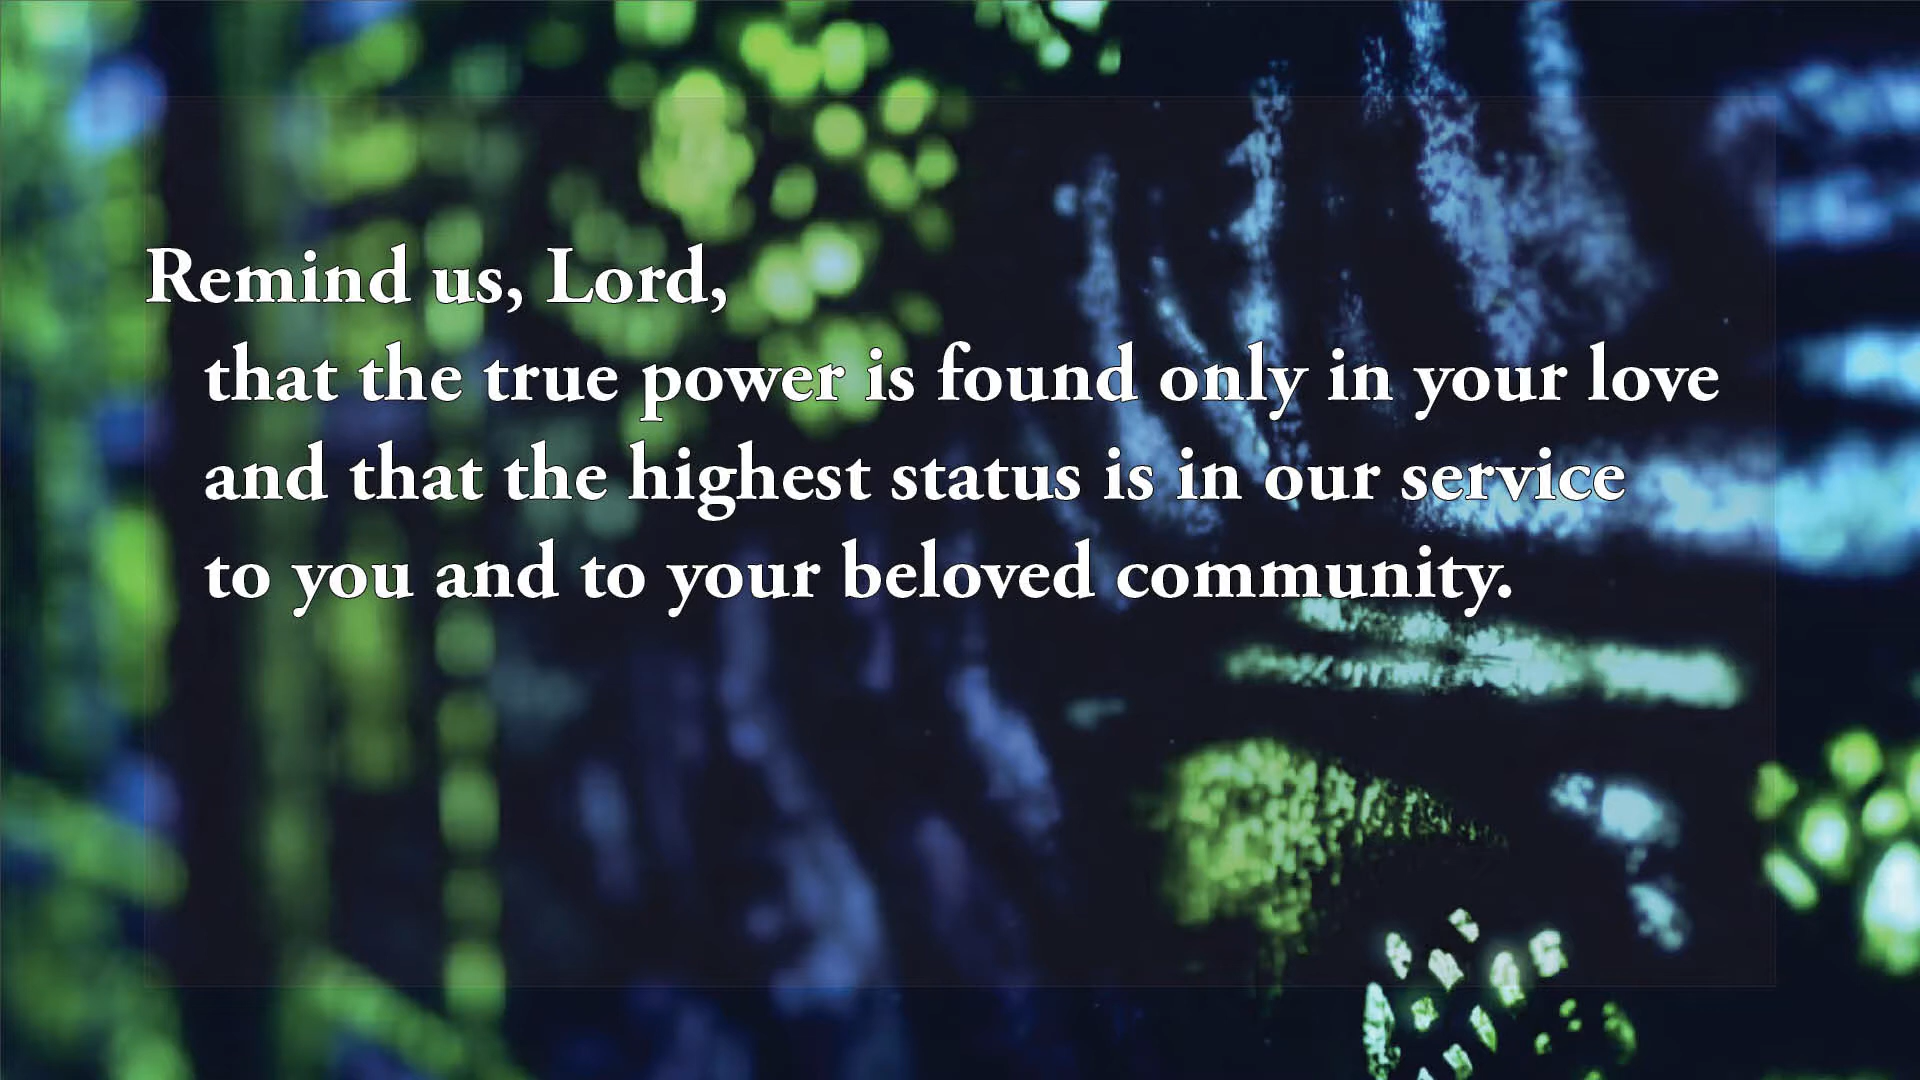 Remind us, Lord,
that the true power is found only in your love
and that the highest status is in our service
to you and to your beloved community.